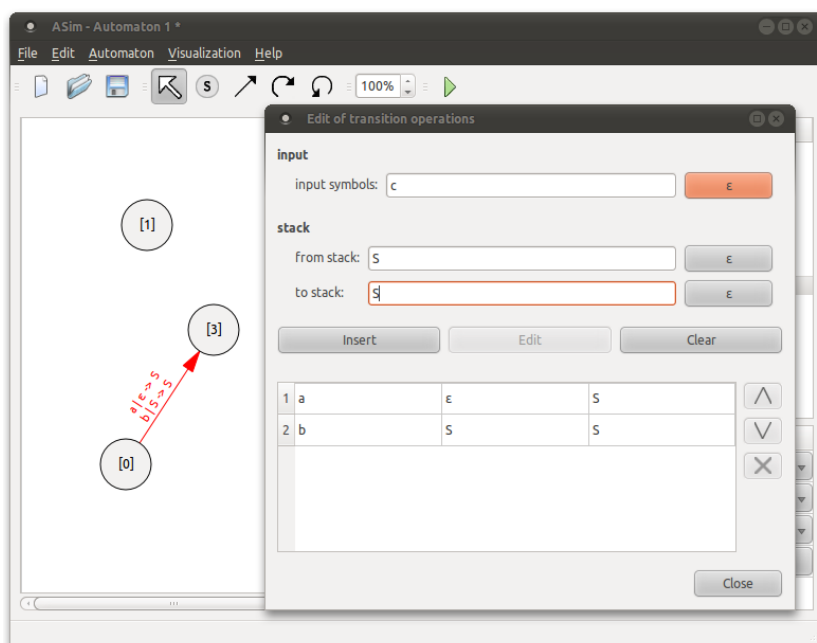 ASim - Automaton 1 *
File Edit Automaton Visualization Help
S 100%
Edit of transition operations
input
input symbols: c ε
stack
from stack: S ε
to stack: S ε
Insert Edit Clear
1 a ε S
2 b S S
Close
[1]
[3]
a|ε->S
b|S->S
[0]